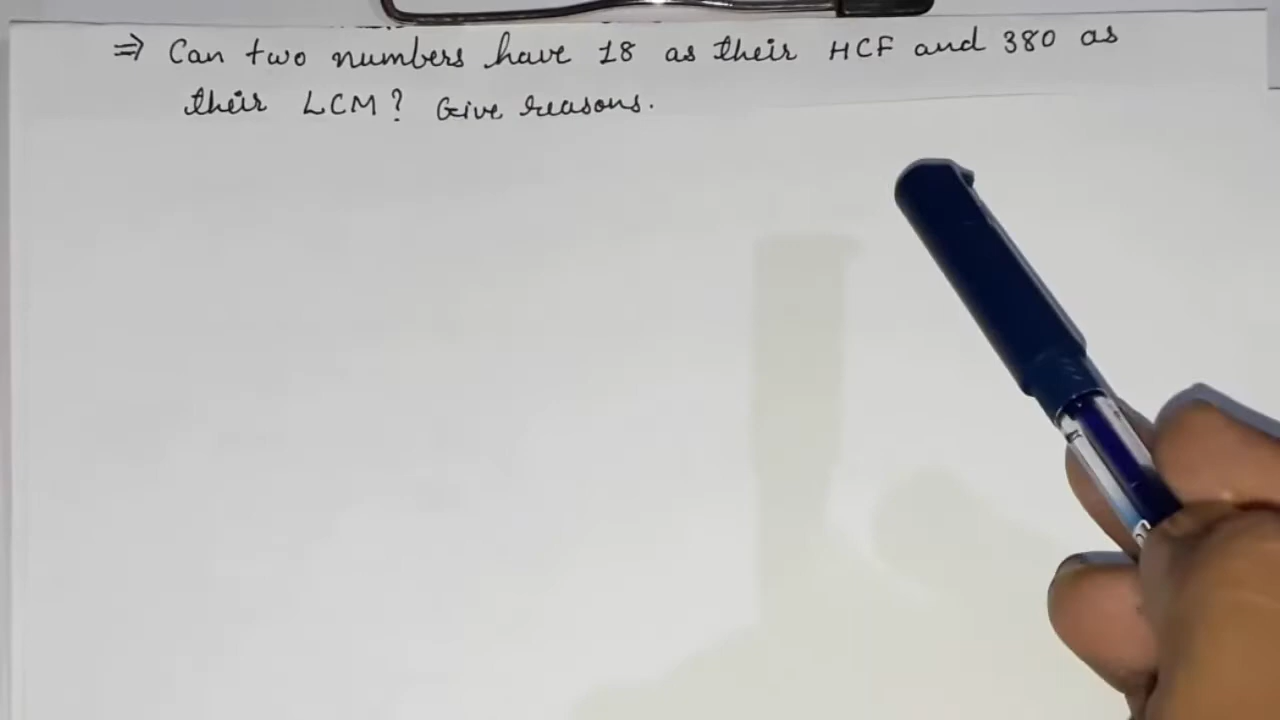 ⇒ Can two numbers have 18 as their HCF and 380 as
their LCM? Give reasons.